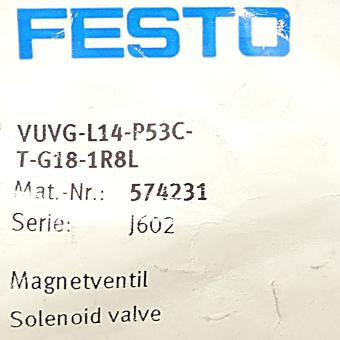 FESTO
VUVG-L14-P53C-
T-G18-1R8L
Mat.-Nr.: 574231
Serie: J602
Magnetventil
Solenoid valve